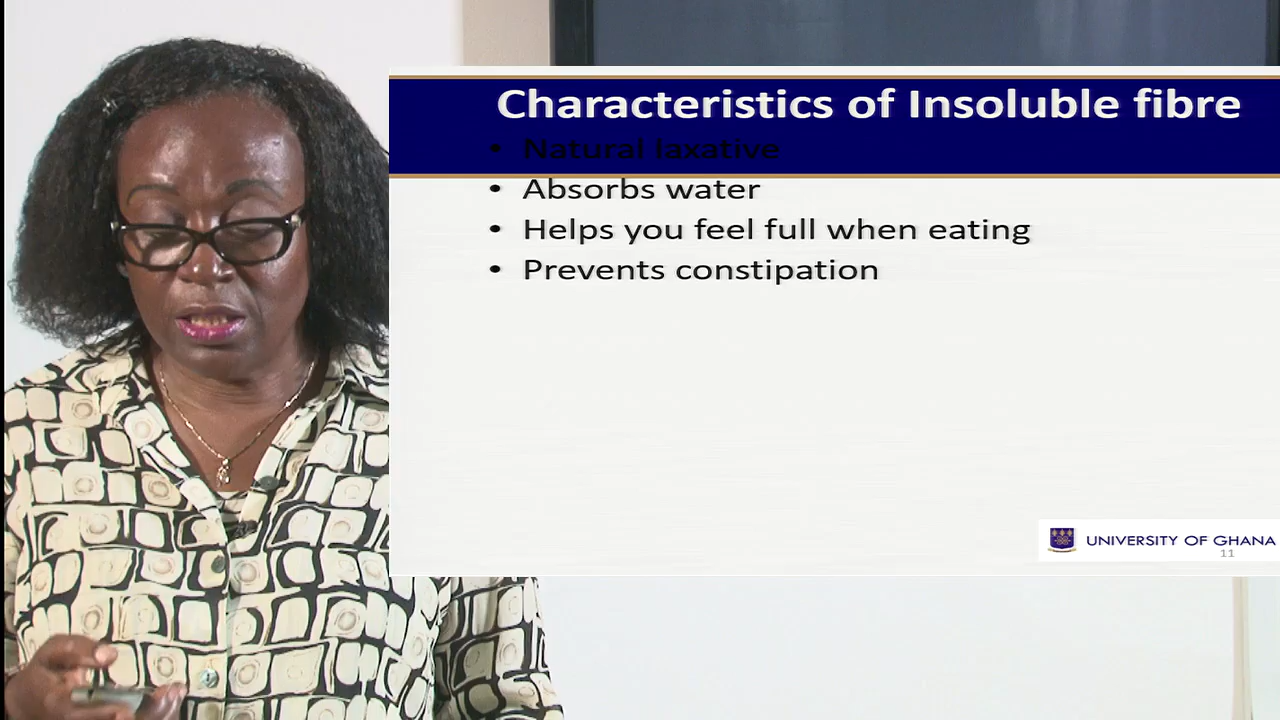 Characteristics of Insoluble fibre
• Natural laxative
• Absorbs water
• Helps you feel full when eating
• Prevents constipation
UNIVERSITY OF GHANA
11